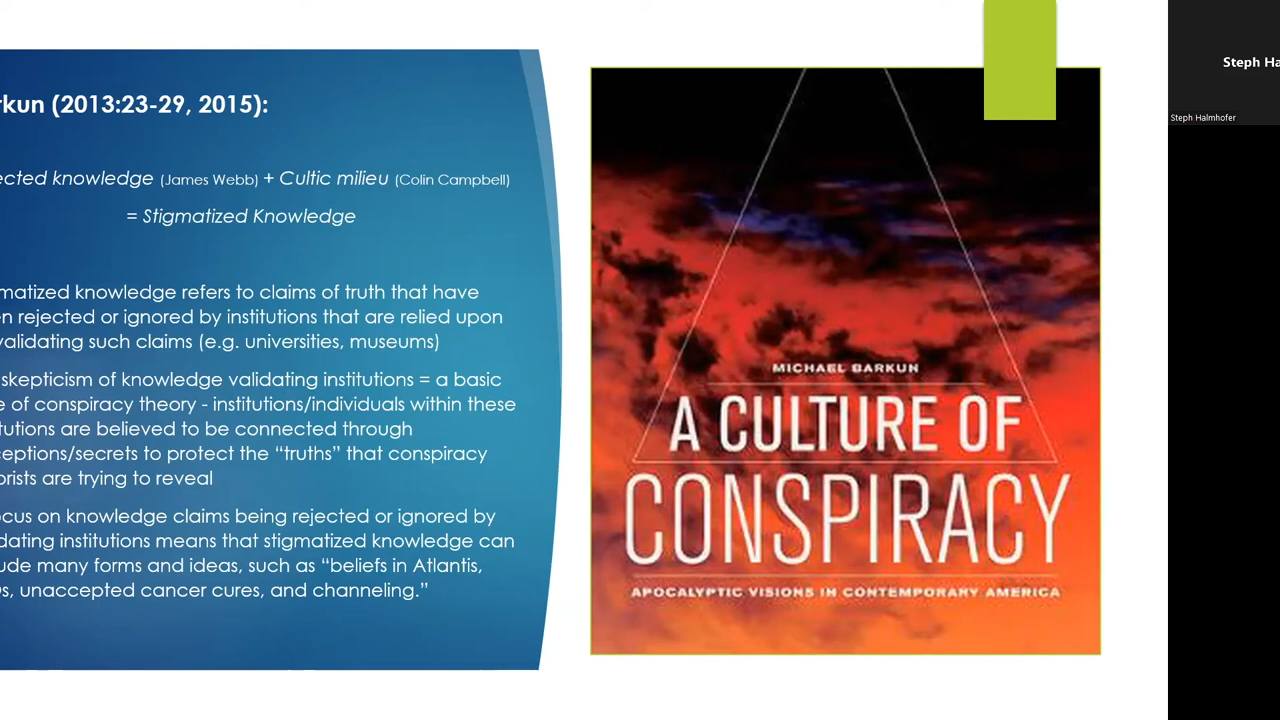 rkun (2013:23-29, 2015):
ected knowledge (James Webb) + Cultic milieu (Colin Campbell)
= Stigmatized Knowledge
matized knowledge refers to claims of truth that have
n rejected or ignored by institutions that are relied upon
validating such claims (e.g. universities, museums)
skepticism of knowledge validating institutions = a basic
e of conspiracy theory - institutions/individuals within these
tutions are believed to be connected through
ceptions/secrets to protect the “truths” that conspiracy
orists are trying to reveal
ocus on knowledge claims being rejected or ignored by
dating institutions means that stigmatized knowledge can
ude many forms and ideas, such as “beliefs in Atlantis,
s, unaccepted cancer cures, and channeling.”
MICHAEL BARKUN
A CULTURE OF
CONSPIRACY
APOCALYPTIC VISIONS IN CONTEMPORARY AMERICA
Steph Ha
Steph Halmhofer